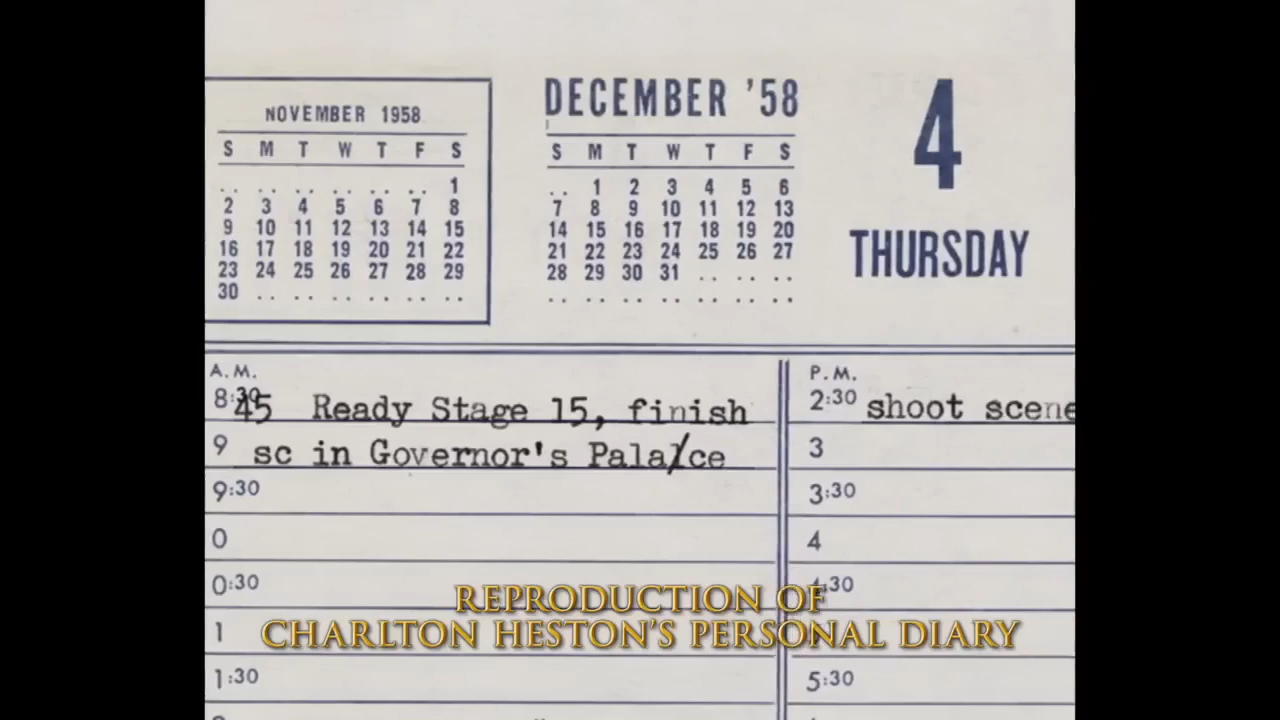 NOVEMBER 1958
S M T W T F S
.. .. .. .. .. .. 1
2 3 4 5 6 7 8
9 10 11 12 13 14 15
16 17 18 19 20 21 22
23 24 25 26 27 28 29
30 .. .. .. .. .. ..
DECEMBER '58
S M T W T F S
.. 1 2 3 4 5 6
7 8 9 10 11 12 13
14 15 16 17 18 19 20
21 22 23 24 25 26 27
28 29 30 31 .. .. ..
.. .. .. .. .. .. ..
4
THURSDAY
A.M.
8:30 45 Ready Stage 15, finish
9 sc in Governor's Pala/ce
9:30
0
0:30
1
1:30
P.M.
2:30 shoot scene
3
3:30
4
4:30
5:30
REPRODUCTION OF
CHARLTON HESTON'S PERSONAL DIARY